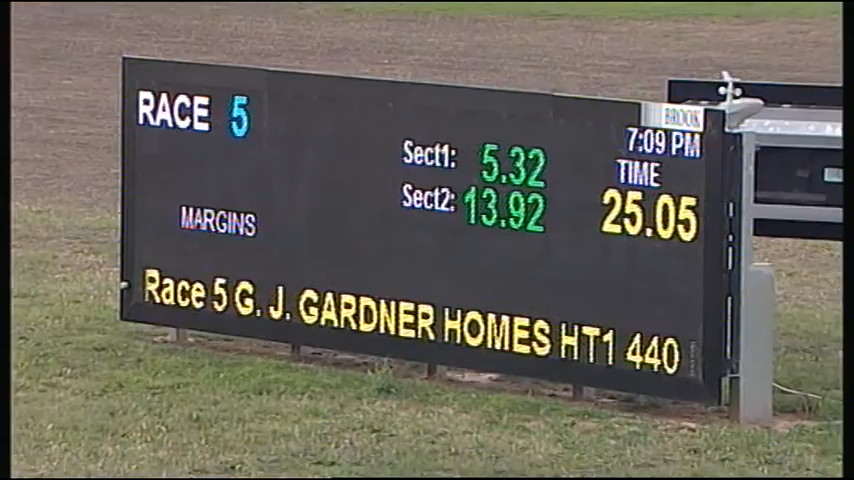 BROOK
RACE 5
7:09 PM
Sect1: 5.32
TIME
Sect2: 13.92
25.05
MARGINS
Race 5 G. J. GARDNER HOMES HT1 440